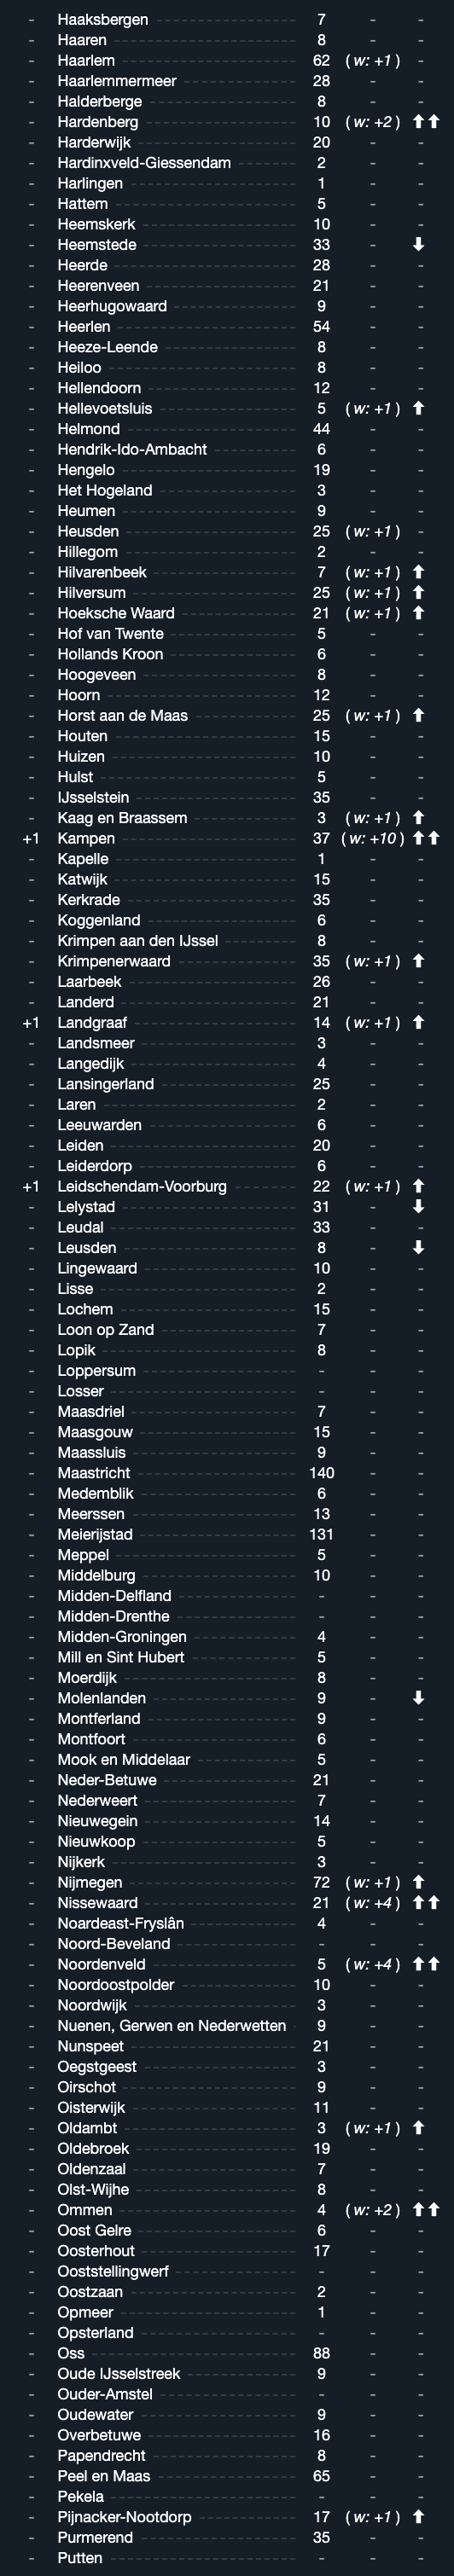 - Haaksbergen 7 - -
- Haaren 8 - -
- Haarlem 62 (w: +1) -
- Haarlemmermeer 28 - -
- Halderberge 8 - -
- Hardenberg 10 (w: +2) ⬆⬆
- Harderwijk 20 - -
- Hardinxveld-Giessendam 2 - -
- Harlingen 1 - -
- Hattem 5 - -
- Heemskerk 10 - -
- Heemstede 33 - ⬇
- Heerde 28 - -
- Heerenveen 21 - -
- Heerhugowaard 9 - -
- Heerlen 54 - -
- Heeze-Leende 8 - -
- Heiloo 8 - -
- Hellendoorn 12 - -
- Hellevoetsluis 5 (w: +1) ⬆
- Helmond 44 - -
- Hendrik-Ido-Ambacht 6 - -
- Hengelo 19 - -
- Het Hogeland 3 - -
- Heumen 9 - -
- Heusden 25 (w: +1) -
- Hillegom 2 - -
- Hilvarenbeek 7 (w: +1) ⬆
- Hilversum 25 (w: +1) ⬆
- Hoeksche Waard 21 (w: +1) ⬆
- Hof van Twente 5 - -
- Hollands Kroon 6 - -
- Hoogeveen 8 - -
- Hoorn 12 - -
- Horst aan de Maas 25 (w: +1) ⬆
- Houten 15 - -
- Huizen 10 - -
- Hulst 5 - -
- IJsselstein 35 - -
- Kaag en Braassem 3 (w: +1) ⬆
+1 Kampen 37 (w: +10) ⬆⬆
- Kapelle 1 - -
- Katwijk 15 - -
- Kerkrade 35 - -
- Koggenland 6 - -
- Krimpen aan den IJssel 8 - -
- Krimpenerwaard 35 (w: +1) ⬆
- Laarbeek 26 - -
- Landerd 21 - -
+1 Landgraaf 14 (w: +1) ⬆
- Landsmeer 3 - -
- Langedijk 4 - -
- Lansingerland 25 - -
- Laren 2 - -
- Leeuwarden 6 - -
- Leiden 20 - -
- Leiderdorp 6 - -
+1 Leidschendam-Voorburg 22 (w: +1) ⬆
- Lelystad 31 - ⬇
- Leudal 33 - -
- Leusden 8 - ⬇
- Lingewaard 10 - -
- Lisse 2 - -
- Lochem 15 - -
- Loon op Zand 7 - -
- Lopik 8 - -
- Loppersum - - -
- Losser - - -
- Maasdriel 7 - -
- Maasgouw 15 - -
- Maassluis 9 - -
- Maastricht 140 - -
- Medemblik 6 - -
- Meerssen 13 - -
- Meierijstad 131 - -
- Meppel 5 - -
- Middelburg 10 - -
- Midden-Delfland - - -
- Midden-Drenthe - - -
- Midden-Groningen 4 - -
- Mill en Sint Hubert 5 - -
- Moerdijk 8 - -
- Molenlanden 9 - ⬇
- Montferland 9 - -
- Montfoort 6 - -
- Mook en Middelaar 5 - -
- Neder-Betuwe 21 - -
- Nederweert 7 - -
- Nieuwegein 14 - -
- Nieuwkoop 5 - -
- Nijkerk 3 - -
- Nijmegen 72 (w: +1) ⬆
- Nissewaard 21 (w: +4) ⬆⬆
- Noardeast-Fryslân 4 - -
- Noord-Beveland - - -
- Noordenveld 5 (w: +4) ⬆⬆
- Noordoostpolder 10 - -
- Noordwijk 3 - -
- Nuenen, Gerwen en Nederwetten 9 - -
- Nunspeet 21 - -
- Oegstgeest 3 - -
- Oirschot 9 - -
- Oisterwijk 11 - -
- Oldambt 3 (w: +1) ⬆
- Oldebroek 19 - -
- Oldenzaal 7 - -
- Olst-Wijhe 8 - -
- Ommen 4 (w: +2) ⬆⬆
- Oost Gelre 6 - -
- Oosterhout 17 - -
- Ooststellingwerf - - -
- Oostzaan 2 - -
- Opmeer 1 - -
- Opsterland - - -
- Oss 88 - -
- Oude IJsselstreek 9 - -
- Ouder-Amstel - - -
- Oudewater 9 - -
- Overbetuwe 16 - -
- Papendrecht 8 - -
- Peel en Maas 65 - -
- Pekela - - -
- Pijnacker-Nootdorp 17 (w: +1) ⬆
- Purmerend 35 - -
- Putten - - -